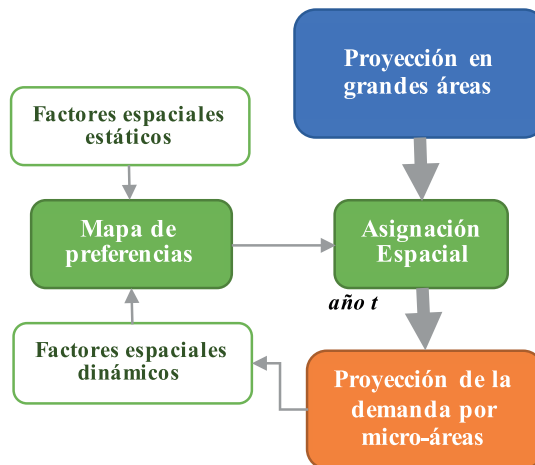 Proyección en
grandes áreas
Factores espaciales
estáticos
Mapa de
preferencias
Asignación
Espacial
año t
Factores espaciales
dinámicos
Proyección de la
demanda por
micro-áreas